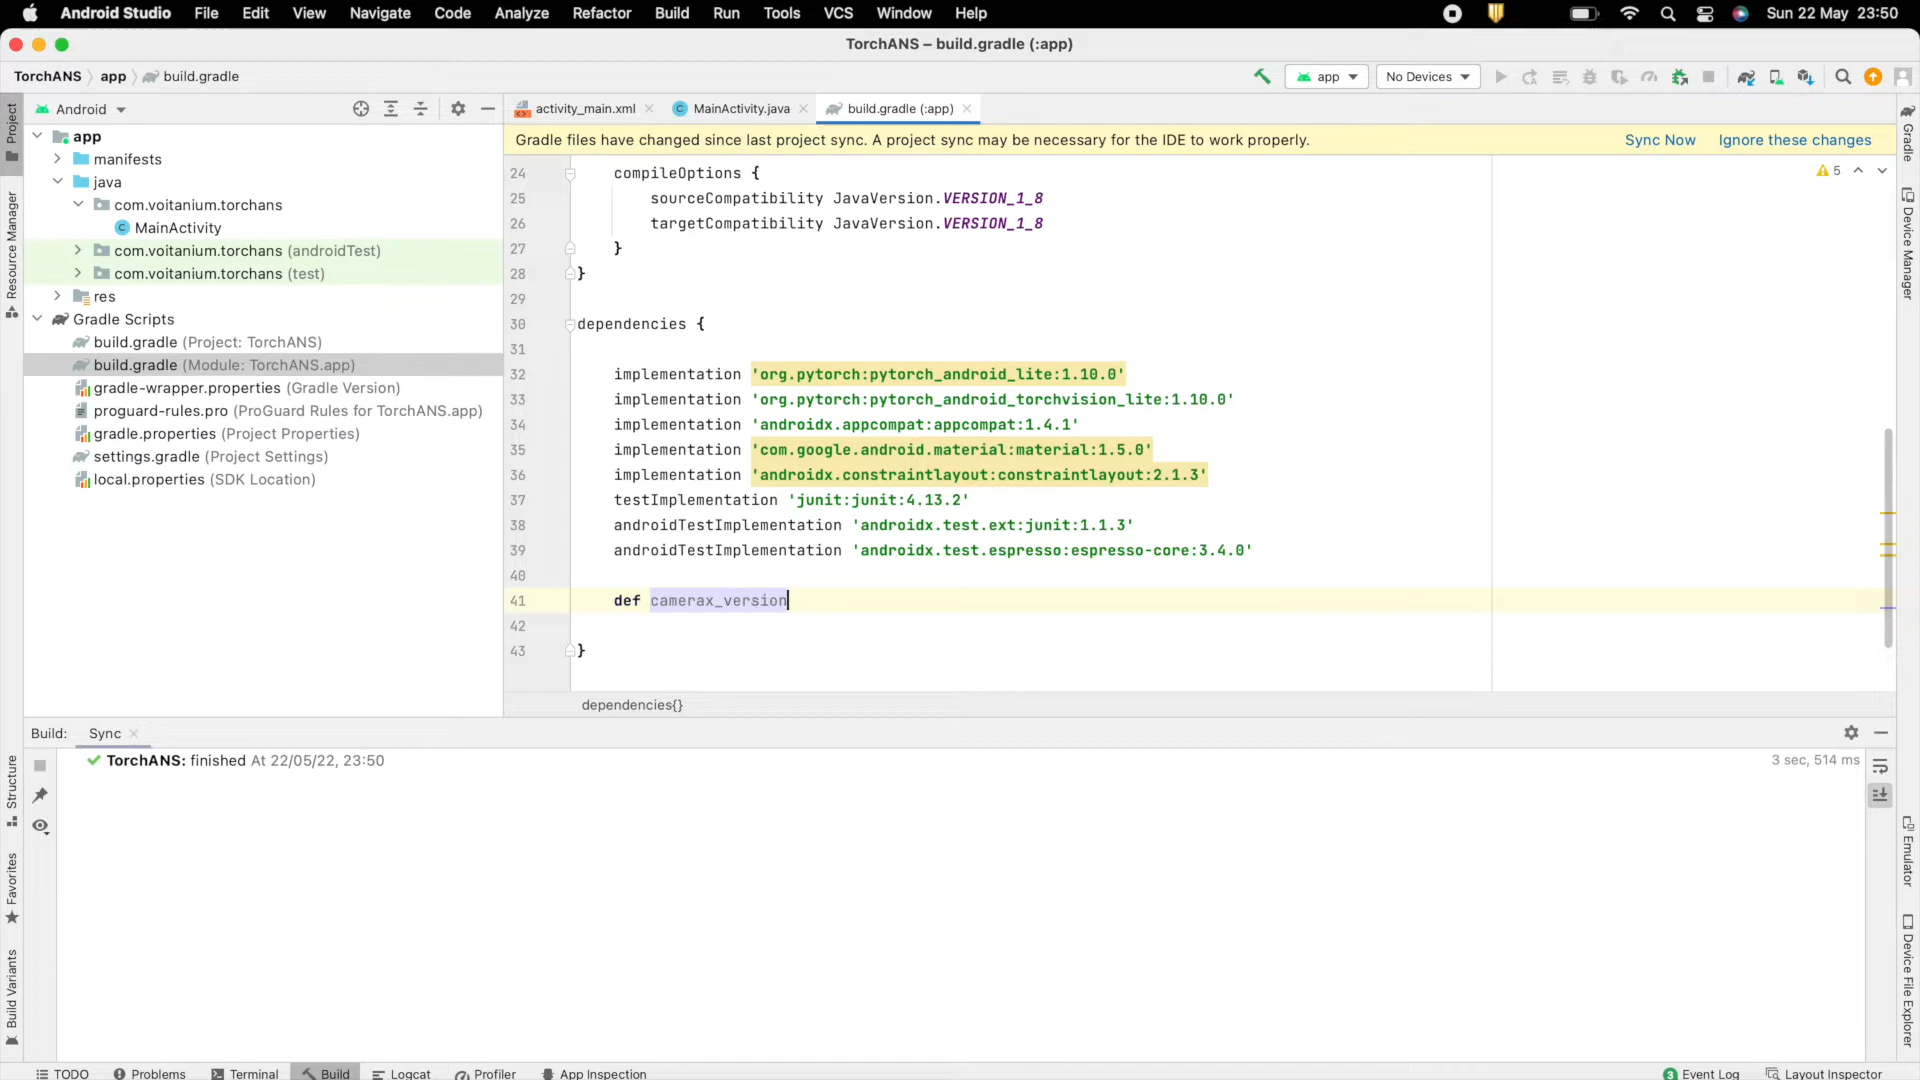 Android Studio File Edit View Navigate Code Analyze Refactor Build Run Tools VCS Window Help Sun 22 May 23:50
TorchANS – build.gradle (:app)
TorchANS app build.gradle app No Devices
Project Android activity_main.xml MainActivity.java build.gradle (:app) Gradle
Gradle files have changed since last project sync. A project sync may be necessary for the IDE to work properly. Sync Now Ignore these changes
app
manifests
java
com.voitanium.torchans
MainActivity
com.voitanium.torchans (androidTest)
com.voitanium.torchans (test)
res
Gradle Scripts
build.gradle (Project: TorchANS)
build.gradle (Module: TorchANS.app)
gradle-wrapper.properties (Gradle Version)
proguard-rules.pro (ProGuard Rules for TorchANS.app)
gradle.properties (Project Properties)
settings.gradle (Project Settings)
local.properties (SDK Location)
Resource Manager
5
24 compileOptions {
25 sourceCompatibility JavaVersion.VERSION_1_8
26 targetCompatibility JavaVersion.VERSION_1_8
27 }
28 }
29
30 dependencies {
31
32 implementation 'org.pytorch:pytorch_android_lite:1.10.0'
33 implementation 'org.pytorch:pytorch_android_torchvision_lite:1.10.0'
34 implementation 'androidx.appcompat:appcompat:1.4.1'
35 implementation 'com.google.android.material:material:1.5.0'
36 implementation 'androidx.constraintlayout:constraintlayout:2.1.3'
37 testImplementation 'junit:junit:4.13.2'
38 androidTestImplementation 'androidx.test.ext:junit:1.1.3'
39 androidTestImplementation 'androidx.test.espresso:espresso-core:3.4.0'
40
41 def camerax_version
42
43 }
dependencies{}
Device Manager
Build: Sync
TorchANS: finished At 22/05/22, 23:50 3 sec, 514 ms
Structure
Favorites
Build Variants
Emulator
Device File Explorer
TODO Problems Terminal Build Logcat Profiler App Inspection 3 Event Log Layout Inspector